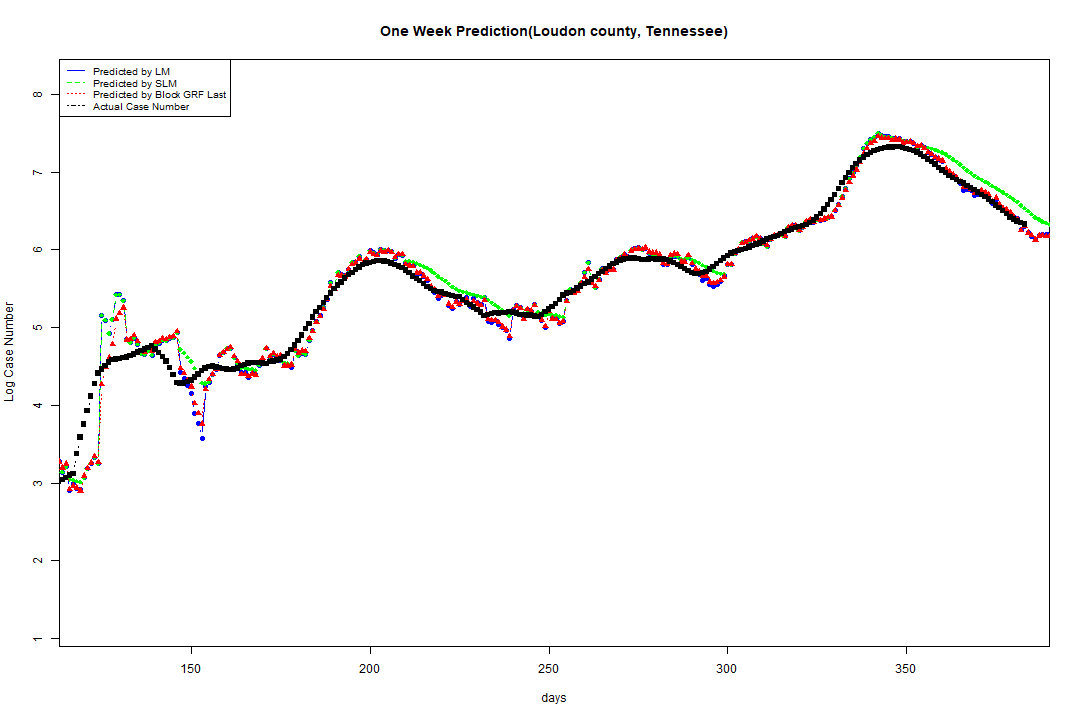 One Week Prediction(Loudon county, Tennessee)
Predicted by LM
Predicted by SLM
Predicted by Block GRF Last
Actual Case Number
8
7
6
5
4
3
2
1
Log Case Number
150 200 250 300 350
days